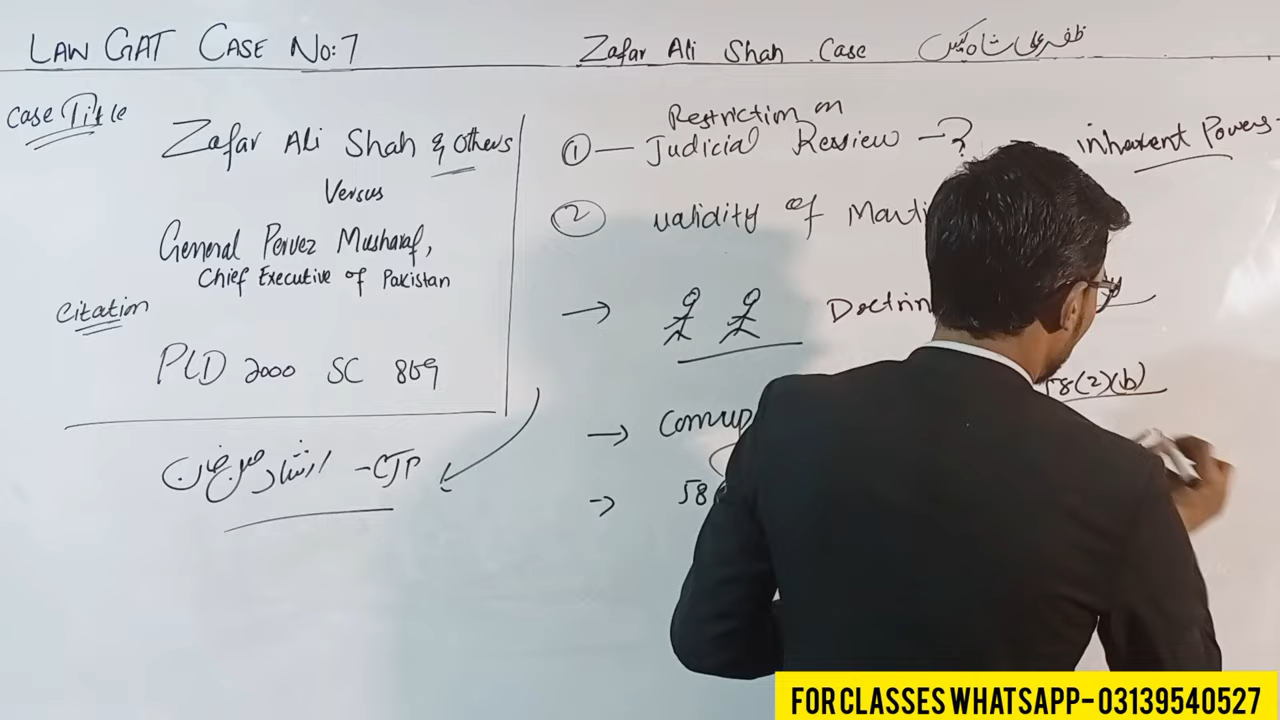 LAW GAT CASE NO:7
Zafar Ali Shah Case ظفر علی شاہ کیس
Case Title
Zafar Ali Shah & Others
Versus
General Pervez Musharaf,
Chief Executive of Pakistan
Citation
PLD 2000 SC 869
ارشاد حسن خان - CJP
Restriction on
① — Judicial Review - ?
inherent Powers
② validity of Marti
→ Doctrin
58(2)(b)
→ Corrup
→ 58
FOR CLASSES WHATSAPP- 03139540527